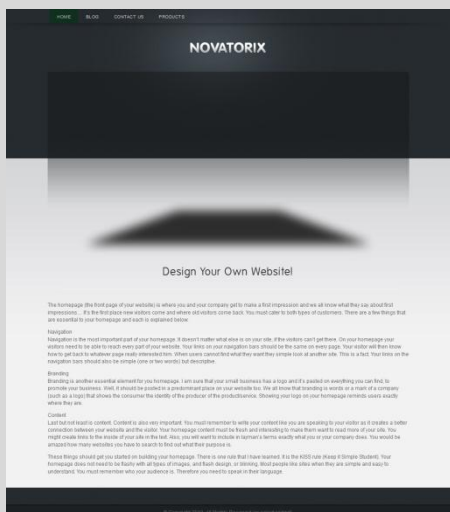 HOME BLOG CONTACT US PRODUCTS
NOVATORIX
Design Your Own Website!
The homepage (the front page of your website) is where you and your company get to make a first impression and we all know what they say about first
impressions... It's the first place new visitors come and where old visitors come back. You must cater to both types of customers. There are a few things that
are essential to your homepage and each is explained below.
Navigation
Navigation is the most important part of your homepage. It doesn't matter what else is on your site, if the visitors can't get there. On your homepage your
visitors need to be able to reach every part of your website. Your links on your navigation bars should be the same on every page. Your visitor will then know
how to get back to whatever page really interested him. When users cannot find what they want they simply look at another site. This is a fact. Your links on the
navigation bars should also be simple (one or two words) but descriptive.
Branding
Branding is another essential element for you homepage. I am sure that your small business has a logo and it's pasted on everything you can find, to
promote your business. Well, it should be posted in a predominant place on your website too. We all know that branding is words or a mark of a company
(such as a logo) that shows the consumer the identity of the producer of the product/service. Showing your logo on your homepage reminds users exactly
where they are.
Content
Last but not least is content. Content is also very important. You must remember to write your content like you are speaking to your visitor as it creates a better
connection between your website and the visitor. Your homepage content must be fresh and interesting to make them want to read more of your site. You
might create links to the inside of your site in the text. Also, you will want to include in layman's terms exactly what you or your company does. You would be
amazed how many websites you have to search to find out what their purpose is.
These things should get you started on building your homepage. There is one rule that I have learned. It is the KISS rule (Keep It Simple Student). Your
homepage does not need to be flashy with all types of images, and flash design, or blinking. Most people like sites when they are simple and easy to
understand. You must remember who your audience is. Therefore you need to speak in their language.